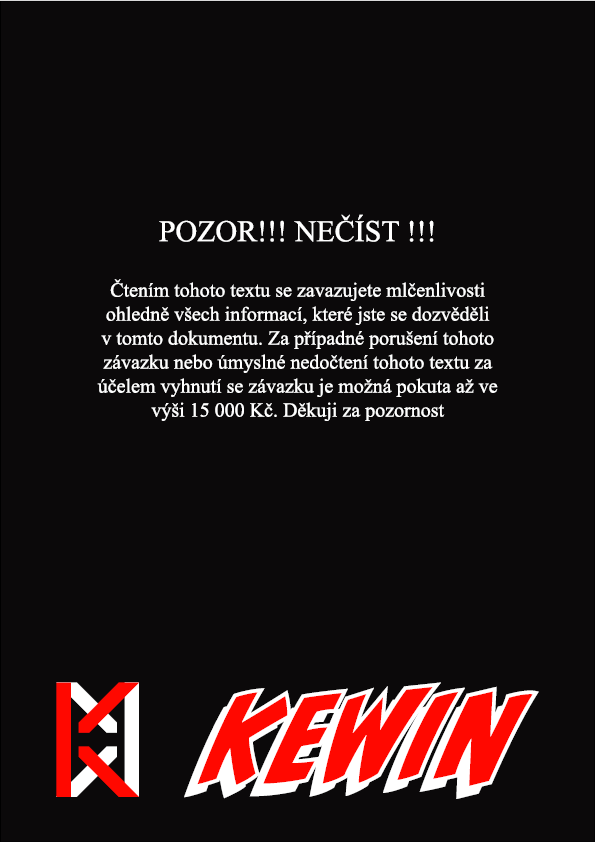 POZOR!!! NEČÍST !!!
Čtením tohoto textu se zavazujete mlčenlivosti
ohledně všech informací, které jste se dozvěděli
v tomto dokumentu. Za případné porušení tohoto
závazku nebo úmyslné nedočtení tohoto textu za
účelem vyhnutí se závazku je možná pokuta až ve
výši 15 000 Kč. Děkuji za pozornost
KEWIN